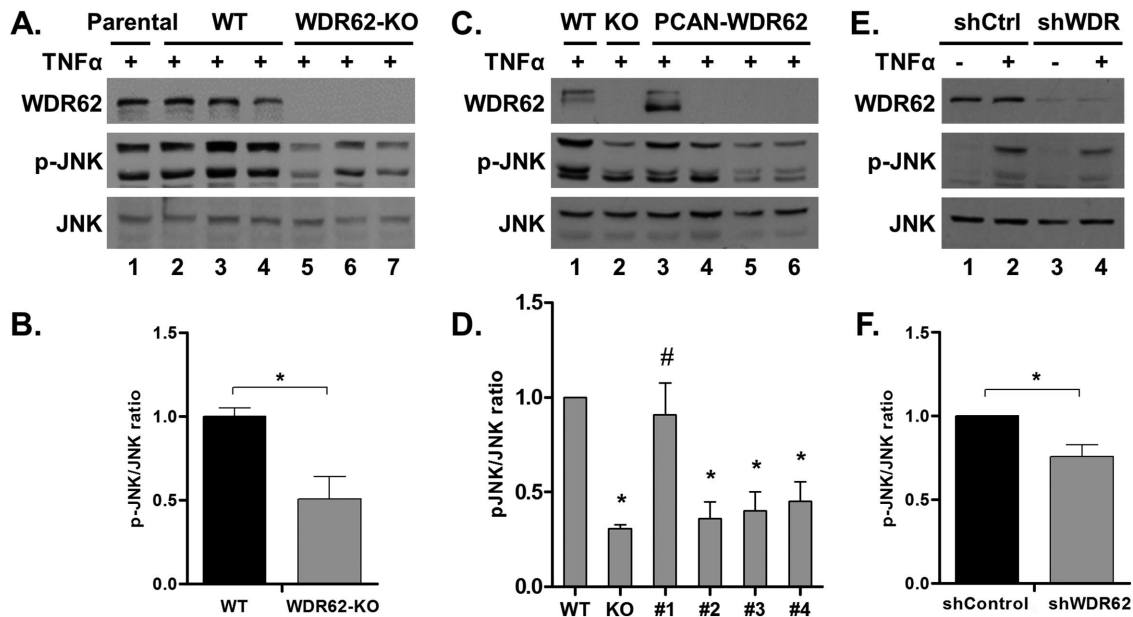 A.
Parental WT WDR62-KO
TNFα + + + + + + +
WDR62
p-JNK
JNK
1 2 3 4 5 6 7
B.
p-JNK/JNK ratio
1.5
1.0
0.5
0.0
*
WT WDR62-KO
C.
WT KO PCAN-WDR62
TNFα + + + + + +
WDR62
p-JNK
JNK
1 2 3 4 5 6
D.
pJNK/JNK ratio
1.5
1.0
0.5
0.0
* # * * *
WT KO #1 #2 #3 #4
E.
shCtrl shWDR
TNFα - + - +
WDR62
p-JNK
JNK
1 2 3 4
F.
p-JNK/JNK ratio
1.5
1.0
0.5
0.0
*
shControl shWDR62